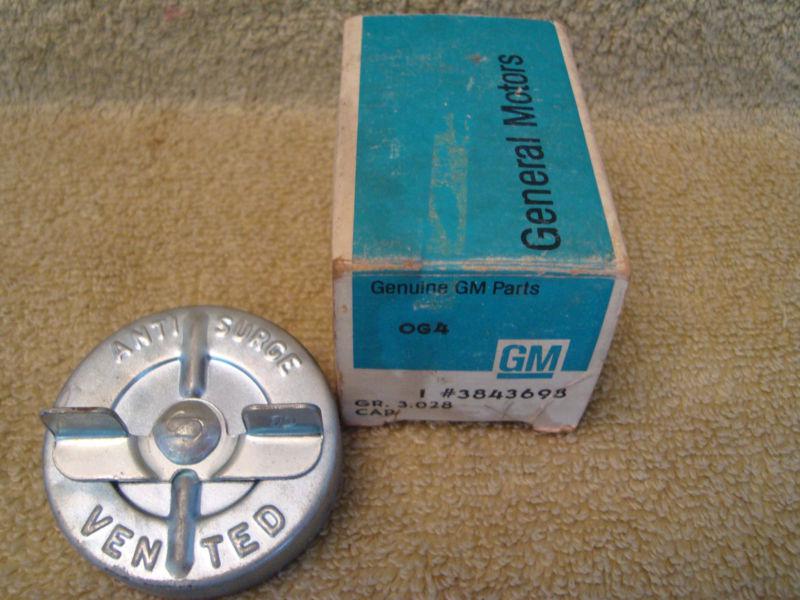 General Motors
Genuine GM Parts
OG4
GM
1 #3843698
GR. 3.028
CAP
ANTI SURGE
VENTED